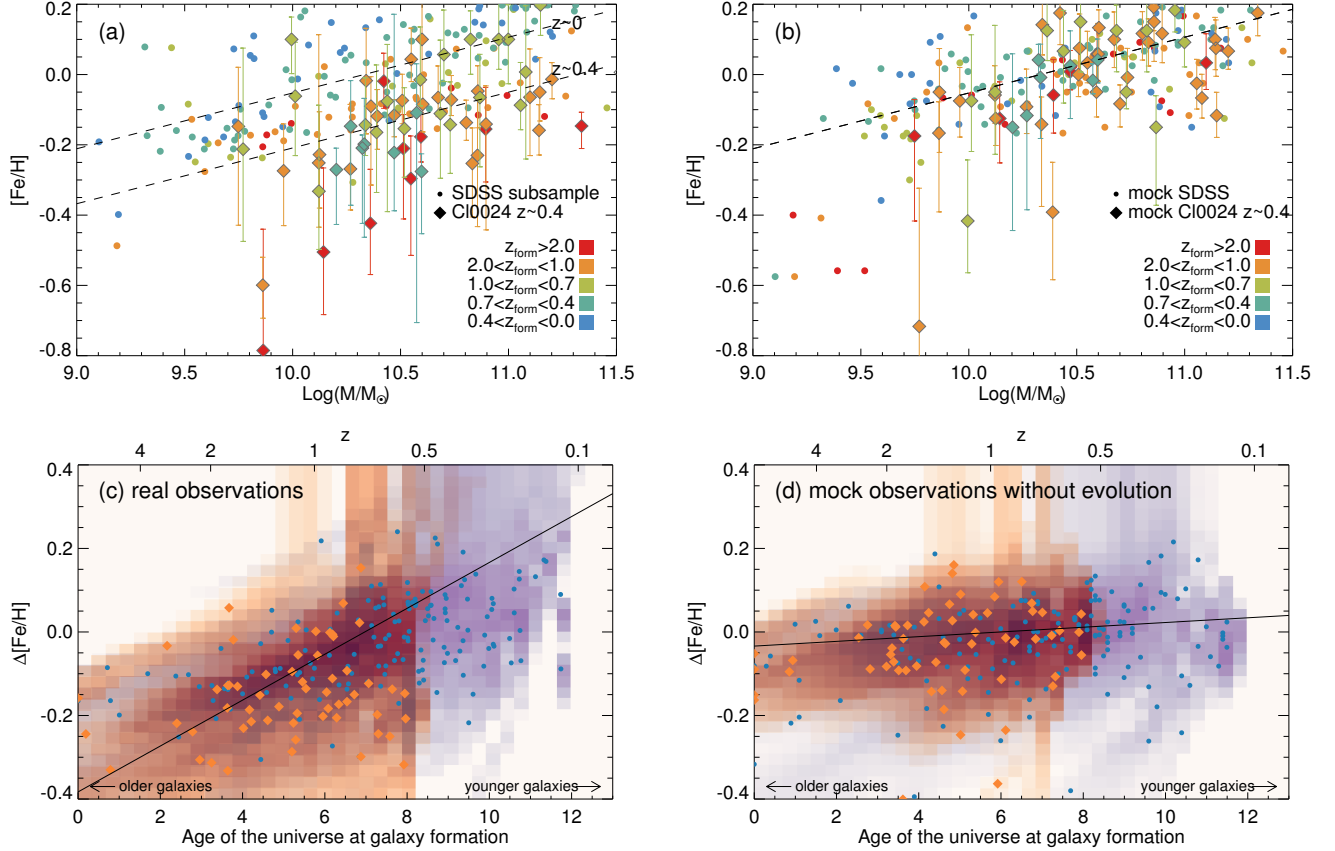 (a)
z~0
z~0.4
0.0
-0.2
-0.4
-0.6
-0.8
[Fe/H]
SDSS subsample
Cl0024 z~0.4
z_form>2.0
2.0<z_form<1.0
1.0<z_form<0.7
0.7<z_form<0.4
0.4<z_form<0.0
9.0 9.5 10.0 10.5 11.0 11.5
Log(M/M☉)
(b)
0.0
-0.2
-0.4
-0.6
-0.8
[Fe/H]
mock SDSS
mock Cl0024 z~0.4
z_form>2.0
2.0<z_form<1.0
1.0<z_form<0.7
0.7<z_form<0.4
0.4<z_form<0.0
9.0 9.5 10.0 10.5 11.0 11.5
Log(M/M☉)
z
4 2 1 0.5 0.1
(c) real observations
0.4
0.2
0.0
-0.2
-0.4
Δ[Fe/H]
older galaxies
younger galaxies
0 2 4 6 8 10 12
Age of the universe at galaxy formation
z
4 2 1 0.5 0.1
(d) mock observations without evolution
0.4
0.2
0.0
-0.2
-0.4
Δ[Fe/H]
older galaxies
younger galaxies
0 2 4 6 8 10 12
Age of the universe at galaxy formation